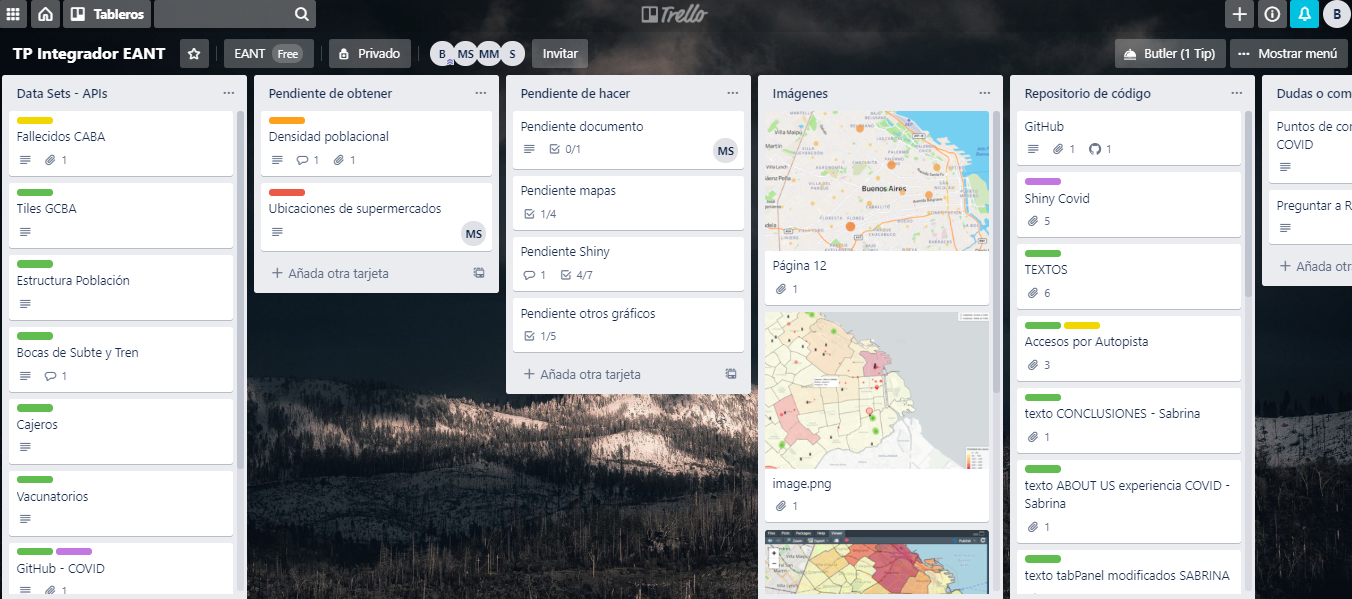 Tableros
Trello
B
TP Integrador EANT
EANT Free
Privado
B MS MM S
Invitar
Butler (1 Tip)
Mostrar menú
Data Sets - APIs
Fallecidos CABA
1
Tiles GCBA
Estructura Población
Bocas de Subte y Tren
1
Cajeros
Vacunatorios
GitHub - COVID
1
Pendiente de obtener
Densidad poblacional
1 1
Ubicaciones de supermercados
MS
Añada otra tarjeta
Pendiente de hacer
Pendiente documento
0/1
MS
Pendiente mapas
1/4
Pendiente Shiny
1 4/7
Pendiente otros gráficos
1/5
Añada otra tarjeta
Imágenes
Buenos Aires
Página 12
1
image.png
1
Repositorio de código
GitHub
1 1
Shiny Covid
5
TEXTOS
6
Accesos por Autopista
3
texto CONCLUSIONES - Sabrina
1
texto ABOUT US experiencia COVID -
Sabrina
1
texto tabPanel modificados SABRINA
Dudas o com
Puntos de con
COVID
Preguntar a R
Añada otr